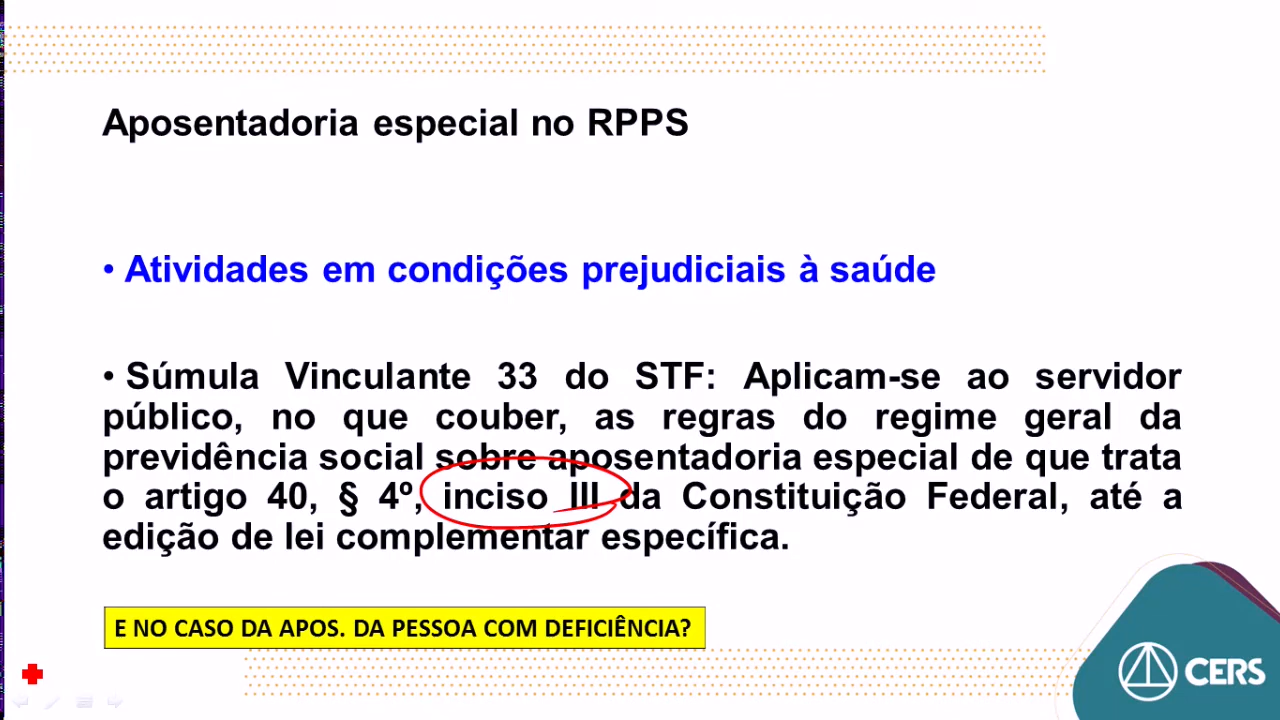 Aposentadoria especial no RPPS
• Atividades em condições prejudiciais à saúde
• Súmula Vinculante 33 do STF: Aplicam-se ao servidor
público, no que couber, as regras do regime geral da
previdência social sobre aposentadoria especial de que trata
o artigo 40, § 4º, inciso III da Constituição Federal, até a
edição de lei complementar específica.
E NO CASO DA APOS. DA PESSOA COM DEFICIÊNCIA?
CERS